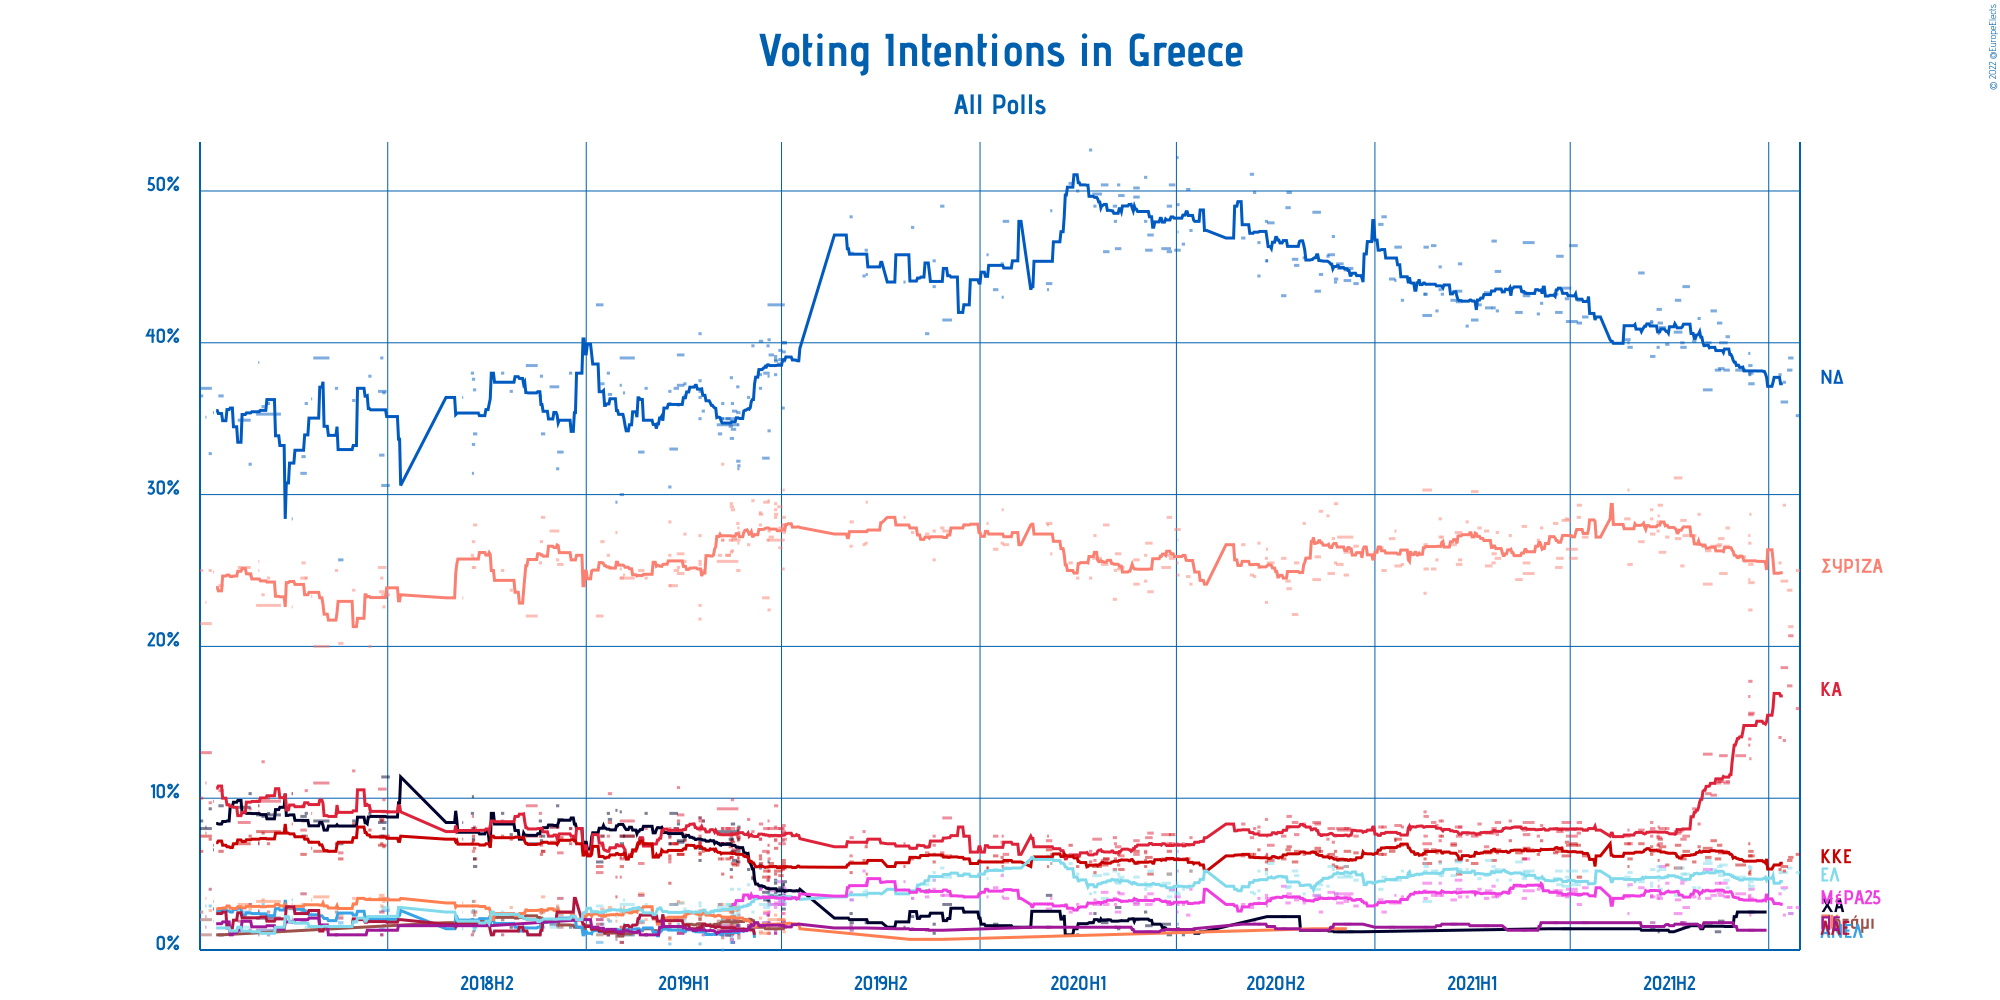 © 2022 @EuropeElects
Voting Intentions in Greece
All Polls
50%
40%
30%
20%
10%
0%
ΝΔ
ΣΥΡΙΖΑ
ΚΑ
ΚΚΕ
ΕΛ
ΜέΡΑ25
ΧΑ
2018H2
2019H1
2019H2
2020H1
2020H2
2021H1
2021H2